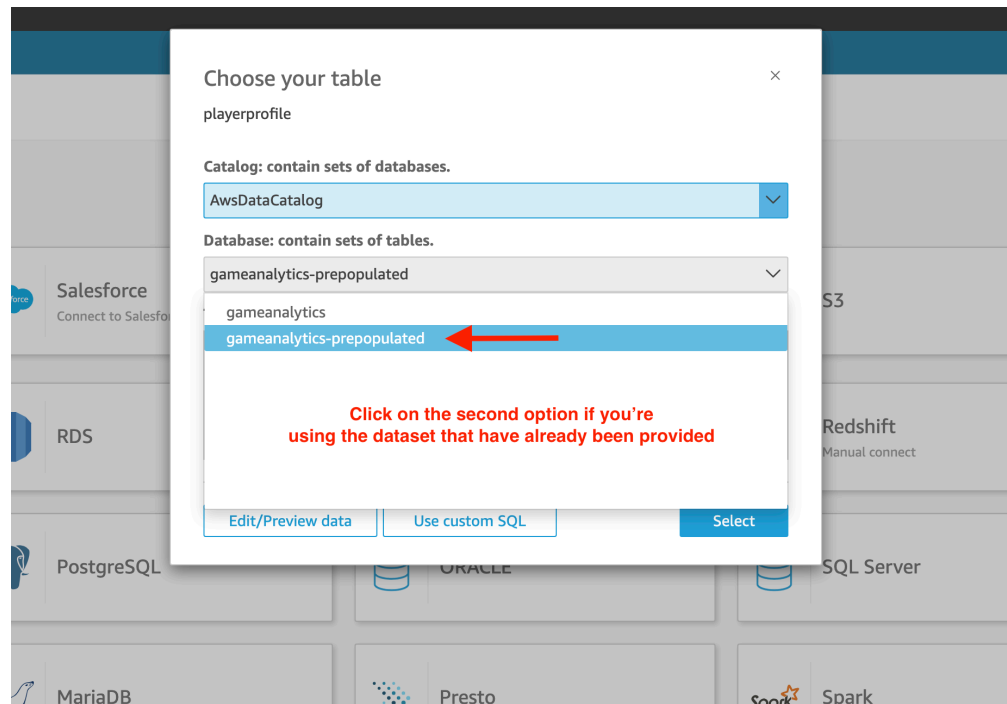 Choose your table
playerprofile
Catalog: contain sets of databases.
AwsDataCatalog
Database: contain sets of tables.
gameanalytics-prepopulated
gameanalytics
gameanalytics-prepopulated
Click on the second option if you're
using the dataset that have already been provided
Edit/Preview data
Use custom SQL
Select
orce
Salesforce
Connect to Salesfo
S3
RDS
Redshift
Manual connect
PostgreSQL
ORACLE
SQL Server
MariaDB
Presto
Spark
Spark